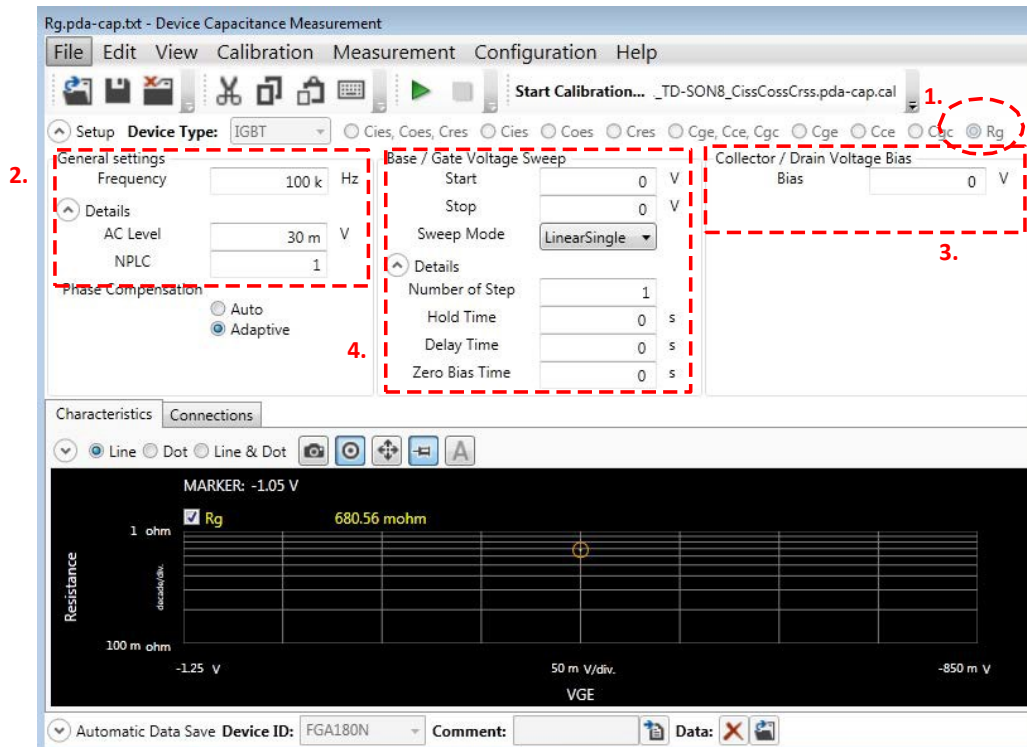 Rg.pda-cap.txt - Device Capacitance Measurement
File Edit View Calibration Measurement Configuration Help
Start Calibration... _TD-SON8_CissCossCrss.pda-cap.cal
1.
Setup Device Type: IGBT Cies, Coes, Cres Cies Coes Cres Cge, Cce, Cgc Cge Cce Cgc Rg
2.
General settings
Frequency 100 k Hz
Details
AC Level 30 m V
NPLC 1
Phase Compensation
Auto
Adaptive
Base / Gate Voltage Sweep
Start 0 V
Stop 0 V
Sweep Mode LinearSingle
Details
Number of Step 1
Hold Time 0 s
Delay Time 0 s
Zero Bias Time 0 s
4.
Collector / Drain Voltage Bias
Bias 0 V
3.
Characteristics Connections
Line Dot Line & Dot A
MARKER: -1.05 V
Rg 680.56 mohm
1 ohm
Resistance
decade/div.
100 m ohm
-1.25 V 50 m V/div. -850 m V
VGE
Automatic Data Save Device ID: FGA180N Comment: Data: